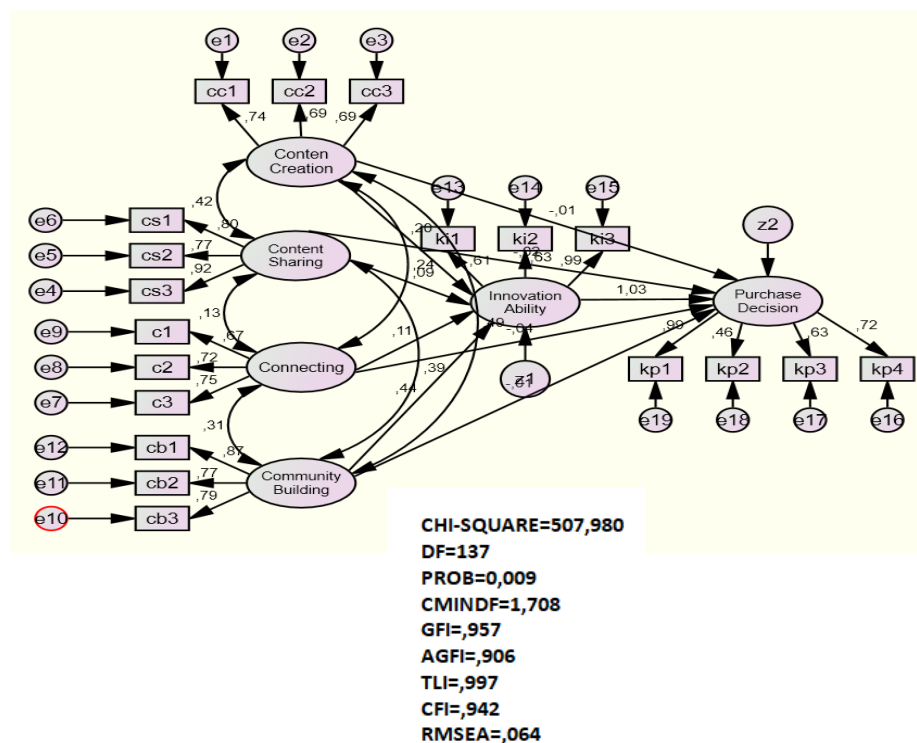 e1 e2 e3
cc1 cc2 cc3
,74 ,69 ,69
Conten
Creation
e13 e14 e15
-,01
,42 ,20
z2
e6 cs1 ,80
ki1 ki2 ki3
e5 cs2 ,77
Content
Sharing
,24 ,61 ,63 ,99
,09
e4 cs3 ,92
Innovation
Ability
1,03
Purchase
Decision
,13
e9 c1 ,67
,11 -,04
,99 ,46 ,63 ,72
e8 c2 ,72
Connecting
,39 z1
kp1 kp2 kp3 kp4
e7 c3 ,75
-,01
,44
e19 e18 e17 e16
,31
e12 cb1 ,87
e11 cb2 ,77
Community
Building
e10 cb3 ,79
CHI-SQUARE=507,980
DF=137
PROB=0,009
CMINDF=1,708
GFI=,957
AGFI=,906
TLI=,997
CFI=,942
RMSEA=,064